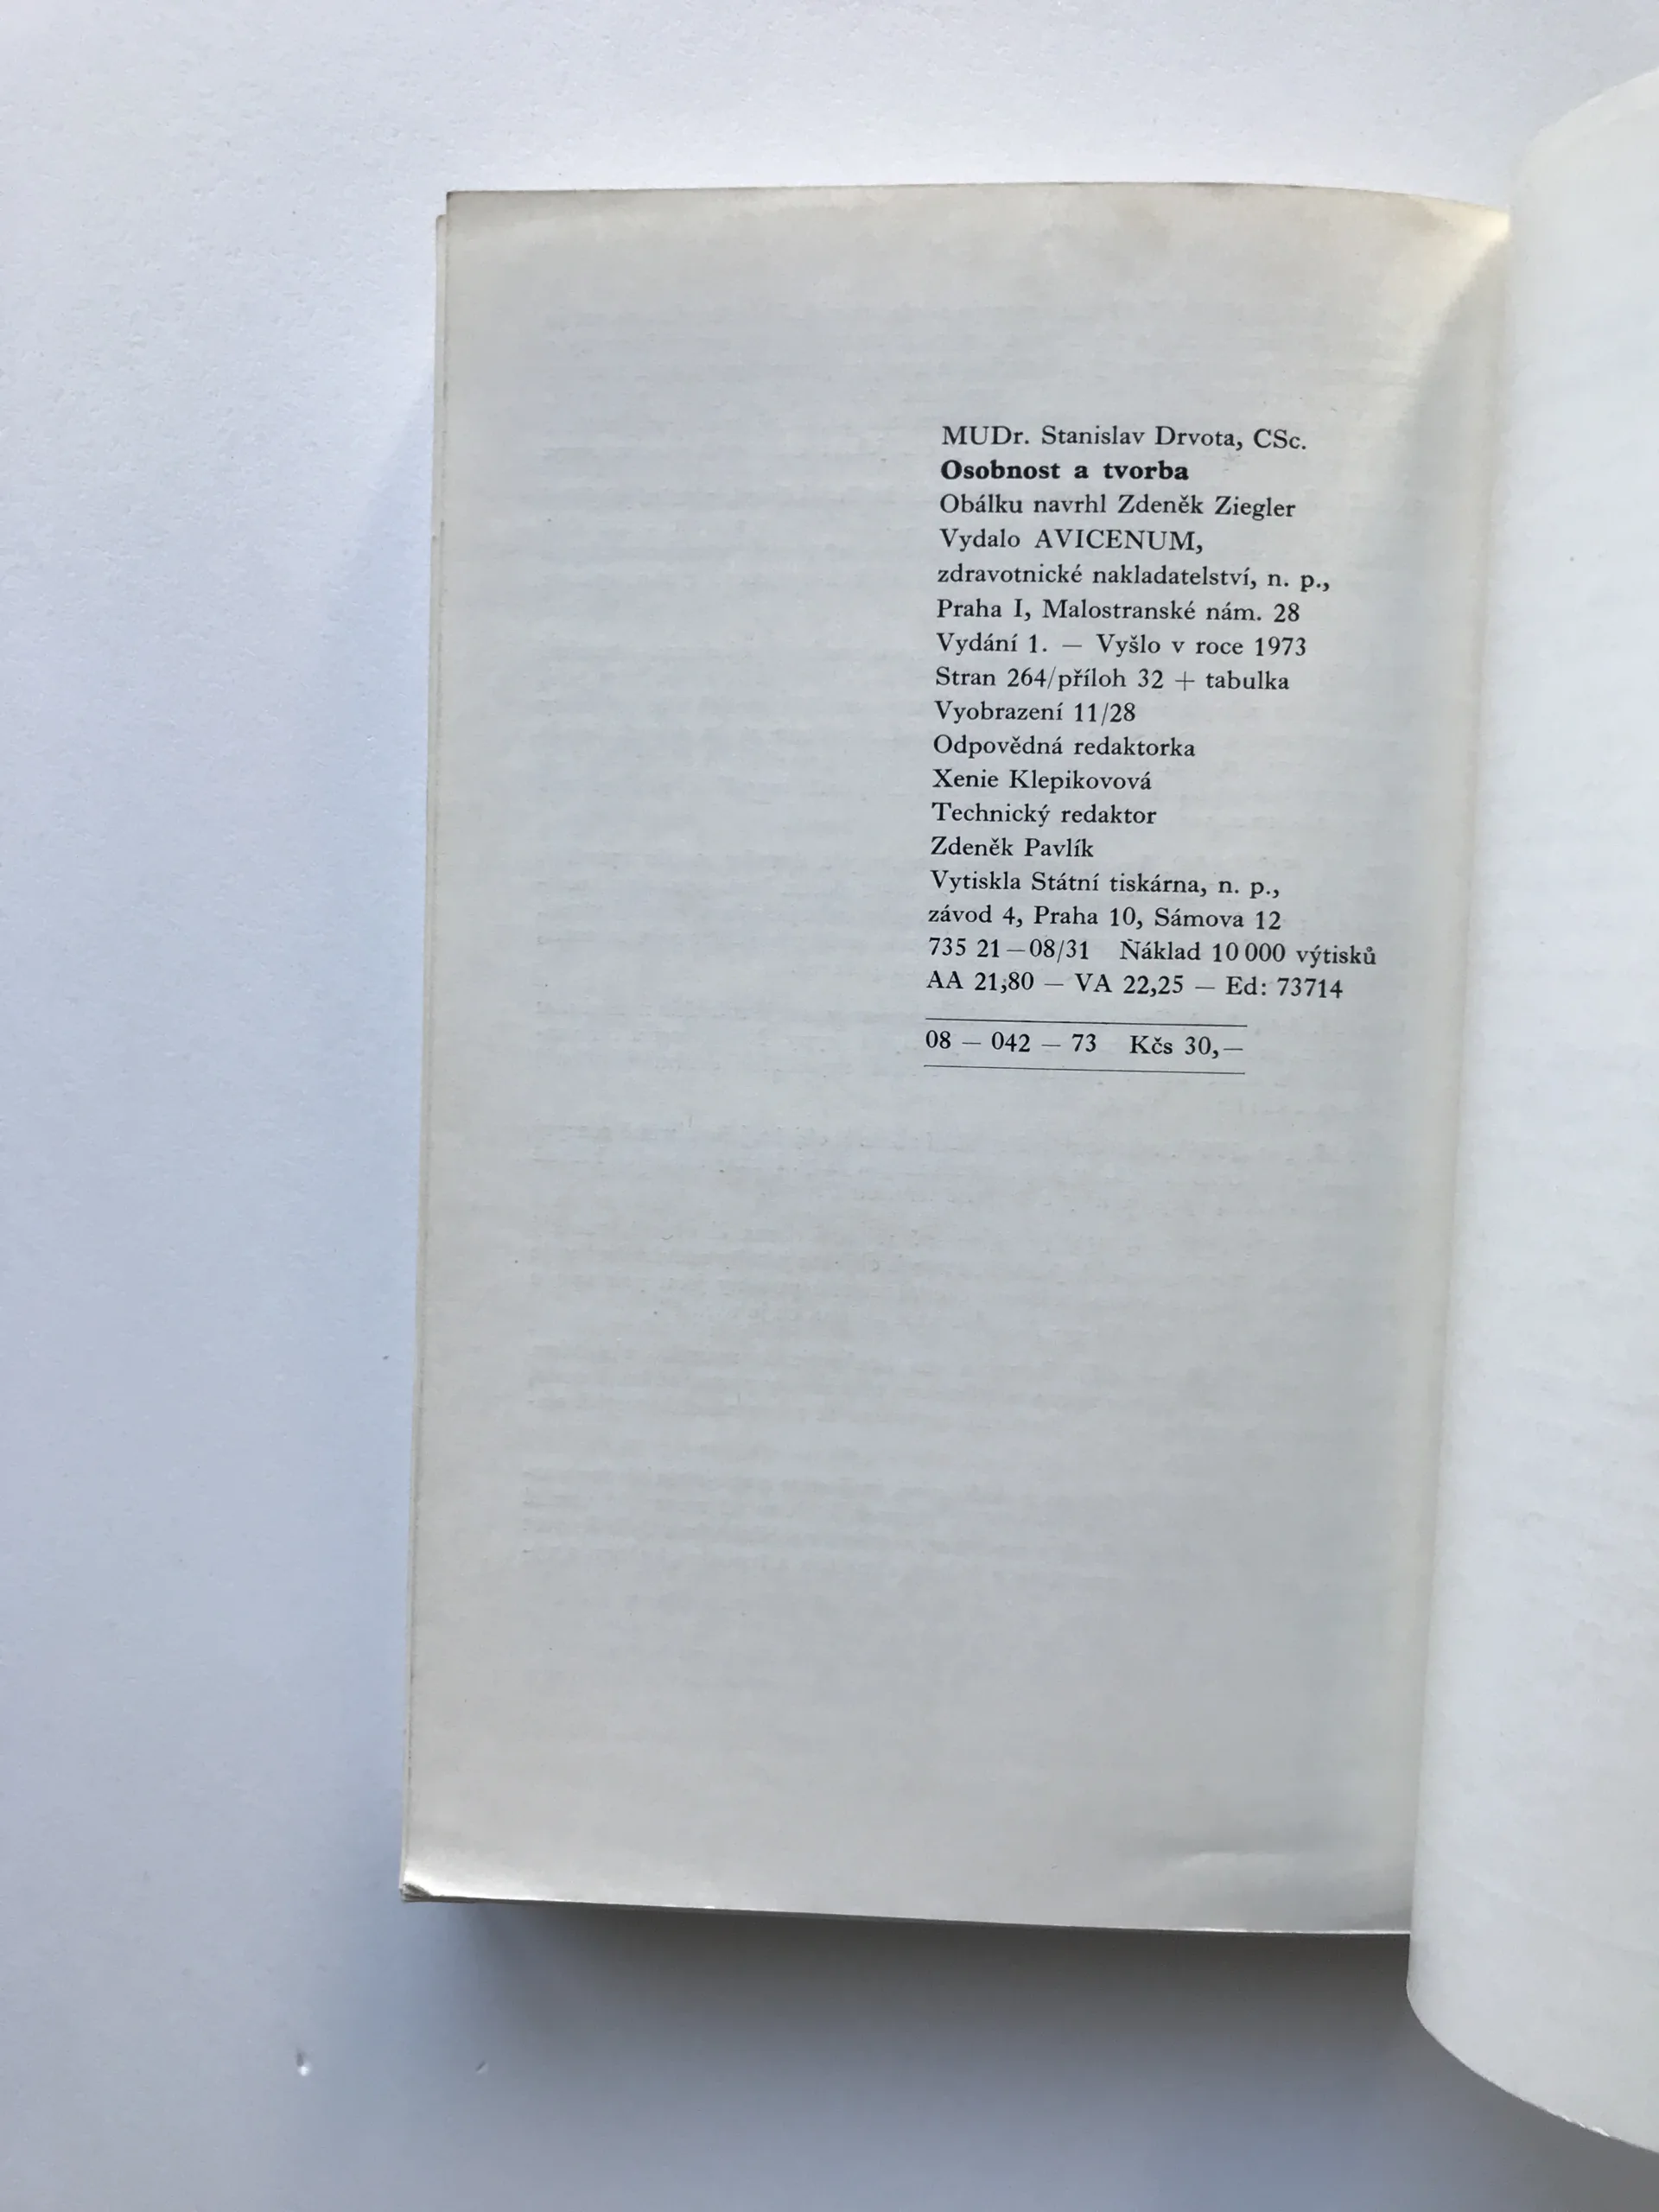 MUDr. Stanislav Drvota, CSc.
Osobnost a tvorba
Obálku navrhl Zdeněk Ziegler
Vydalo AVICENUM,
zdravotnické nakladatelství, n. p.,
Praha I, Malostranské nám. 28
Vydání 1. — Vyšlo v roce 1973
Stran 264/příloh 32 + tabulka
Vyobrazení 11/28
Odpovědná redaktorka
Xenie Klepikovová
Technický redaktor
Zdeněk Pavlík
Vytiskla Státní tiskárna, n. p.,
závod 4, Praha 10, Sámova 12
735 21—08/31 Náklad 10 000 výtisků
AA 21,80 — VA 22,25 — Ed: 73714
08 — 042 — 73 Kčs 30,—